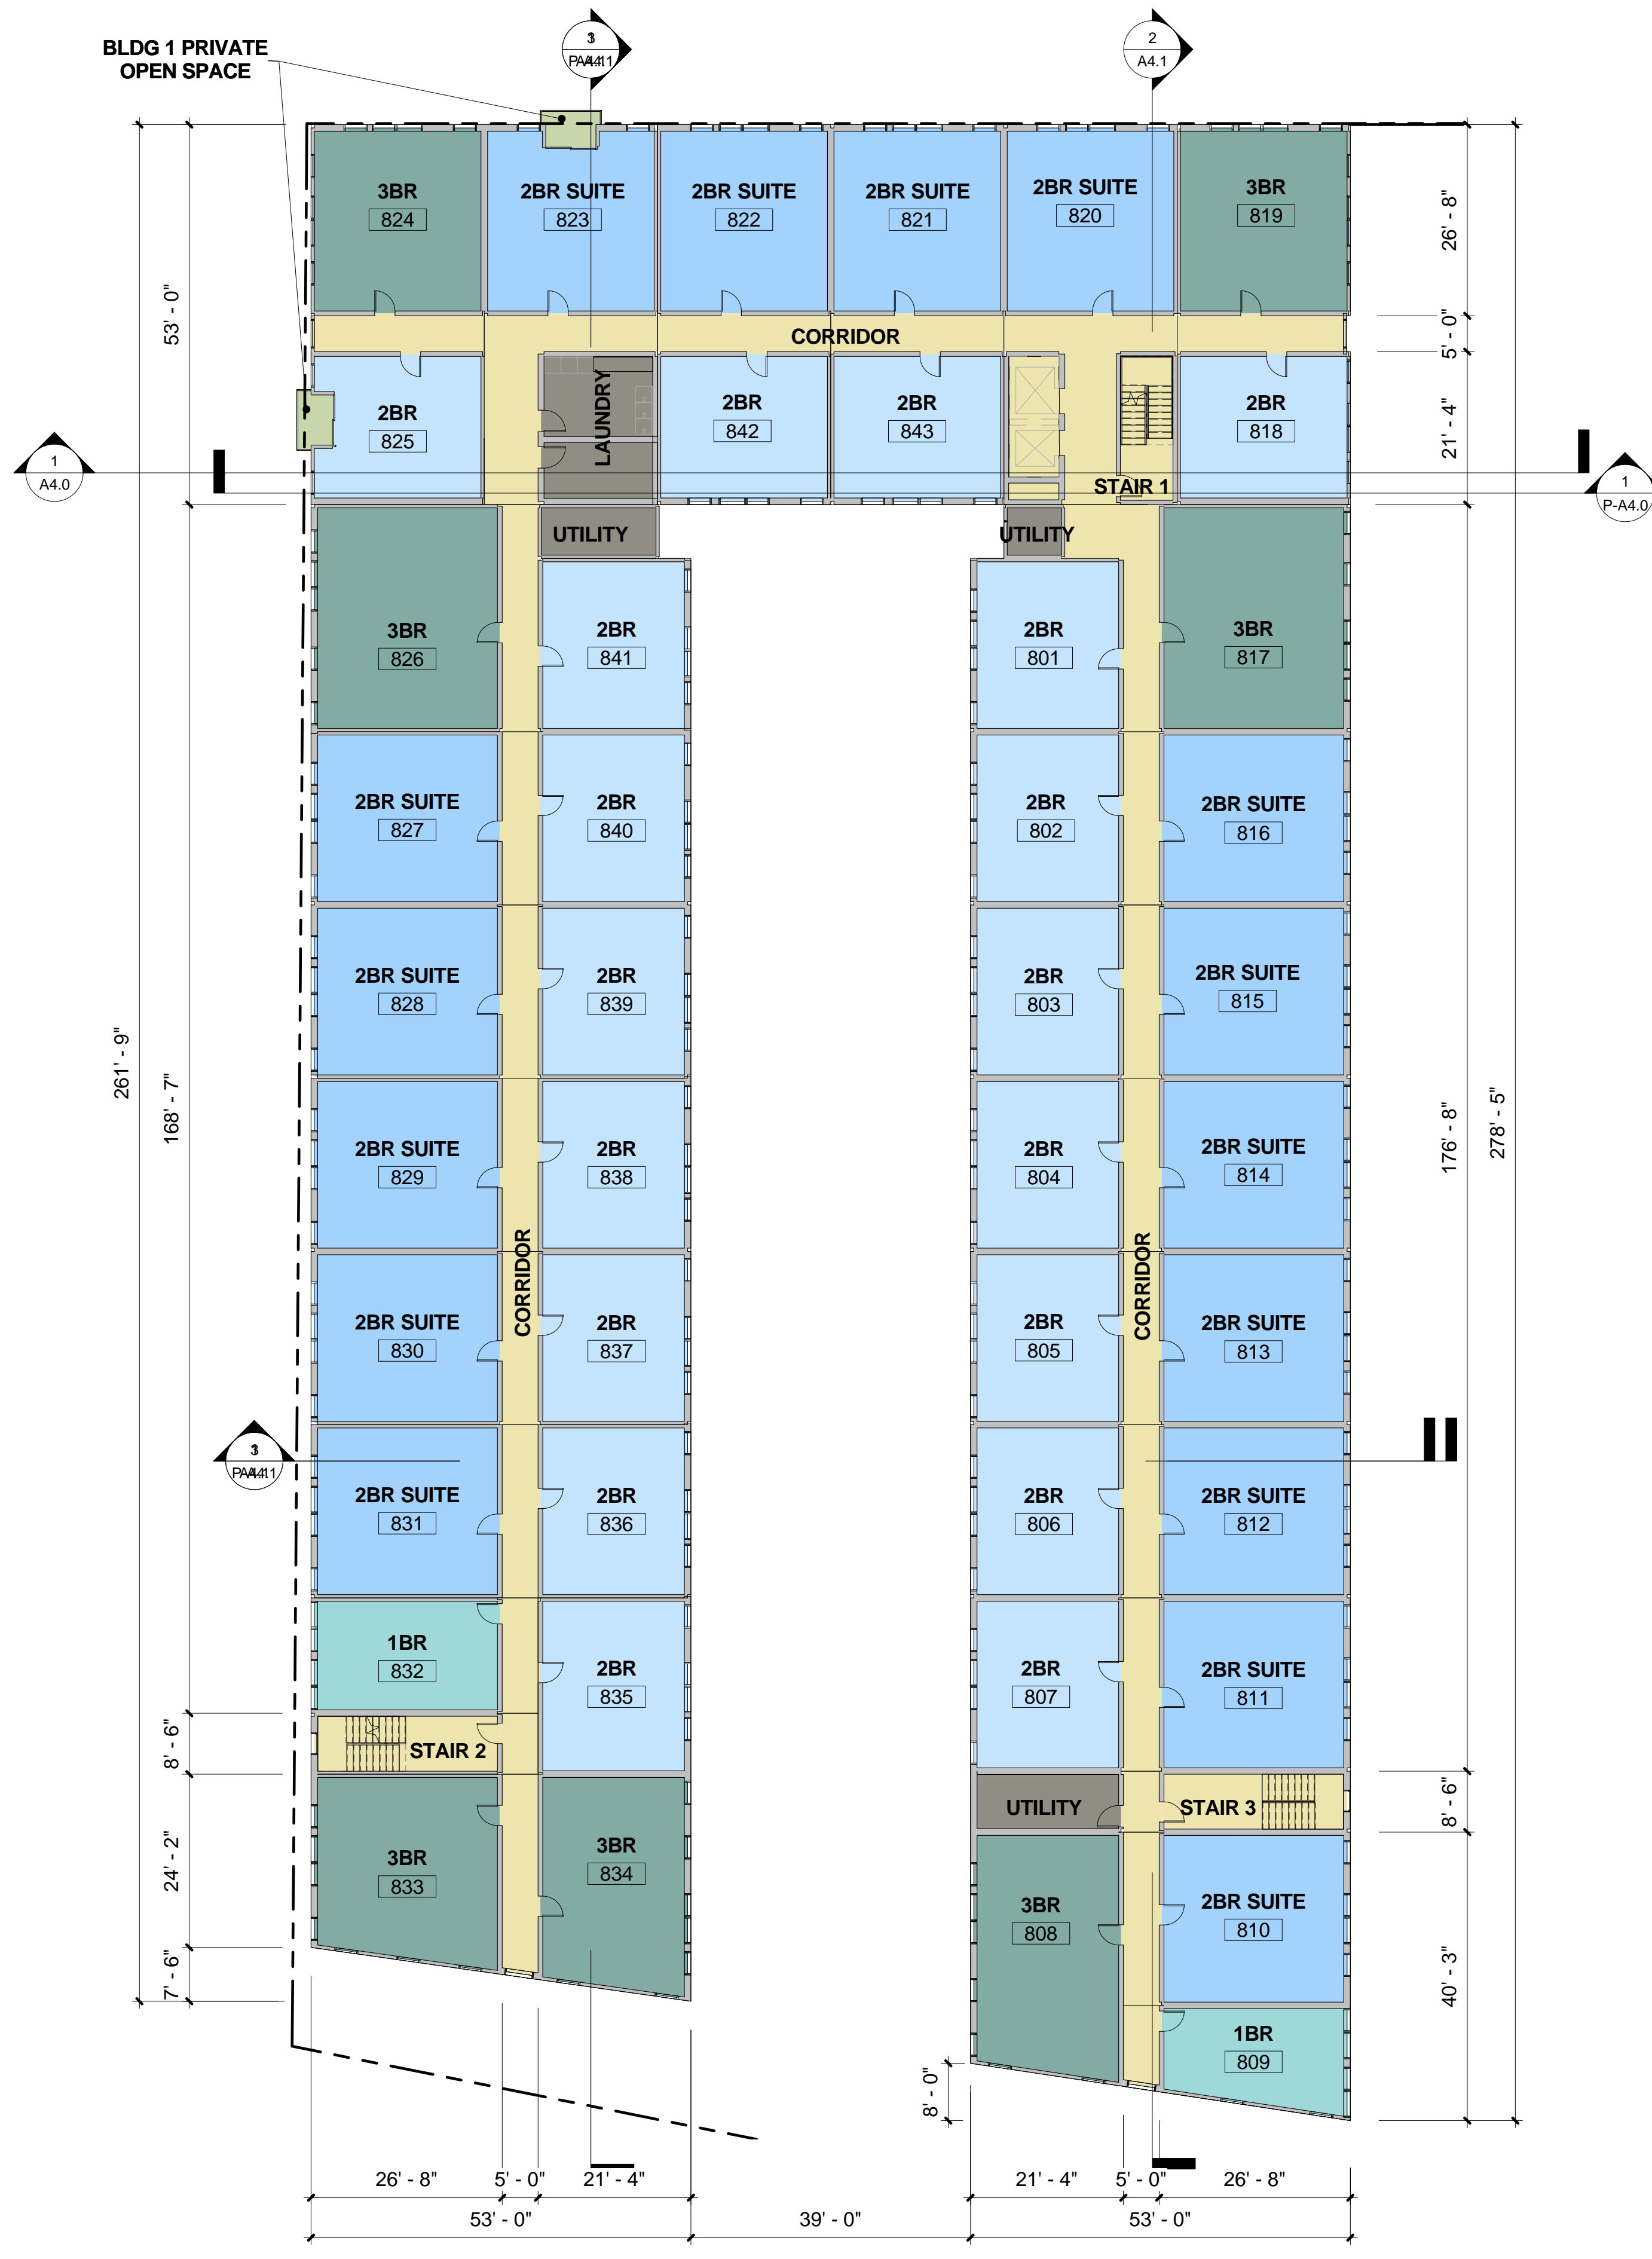 BLDG 1 PRIVATE
OPEN SPACE
2
A4.1
3BR
824
2BR SUITE
823
2BR SUITE
822
2BR SUITE
821
2BR SUITE
820
3BR
819
CORRIDOR
2BR
825
LAUNDRY
2BR
842
2BR
843
STAIR 1
2BR
818
1
A4.0
1
P-A4.0
53' - 0"
26' - 8"
5' - 0"
21' - 4"
UTILITY
UTILITY
3BR
826
2BR
841
2BR
801
3BR
817
2BR SUITE
827
2BR
840
2BR
802
2BR SUITE
816
2BR SUITE
828
2BR
839
2BR
803
2BR SUITE
815
261' - 9"
168' - 7"
176' - 8"
278' - 5"
2BR SUITE
829
2BR
838
2BR
804
2BR SUITE
814
CORRIDOR
CORRIDOR
2BR SUITE
830
2BR
837
2BR
805
2BR SUITE
813
2BR SUITE
831
2BR
836
2BR
806
2BR SUITE
812
1BR
832
2BR
835
2BR
807
2BR SUITE
811
8' - 6"
STAIR 2
UTILITY
STAIR 3
8' - 6"
24' - 2"
3BR
833
3BR
834
3BR
808
2BR SUITE
810
7' - 6"
40' - 3"
1BR
809
8' - 0"
26' - 8"
5' - 0"
21' - 4"
21' - 4"
5' - 0"
26' - 8"
53' - 0"
39' - 0"
53' - 0"